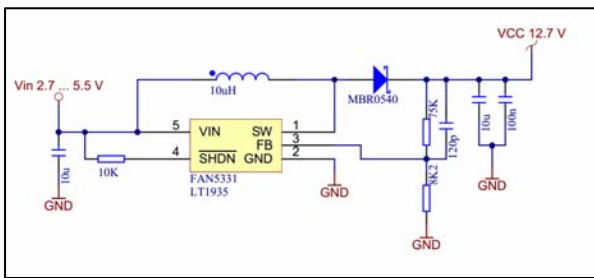 VCC 12.7 V
Vin 2.7 ... 5.5 V
10uH
MBR0540
5 VIN SW 1
FB 3
4 SHDN GND 2
FAN5331
LT1935
10u
10K
75K
120p
10u
100n
8K2
GND
GND
GND
GND